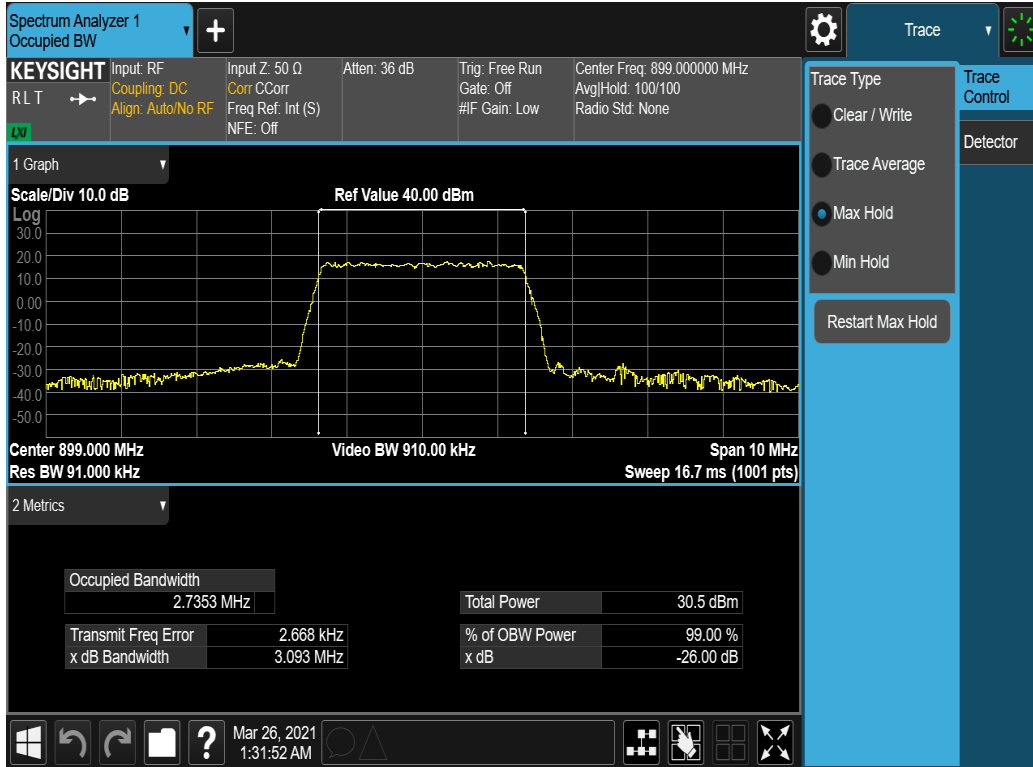 Spectrum Analyzer 1
Occupied BW
+
Trace
KEYSIGHT
R L T
LXI
Input: RF
Coupling: DC
Align: Auto/No RF
Input Z: 50 Ω
Corr CCorr
Freq Ref: Int (S)
NFE: Off
Atten: 36 dB
Trig: Free Run
Gate: Off
#IF Gain: Low
Center Freq: 899.000000 MHz
Avg|Hold: 100/100
Radio Std: None
1 Graph
Scale/Div 10.0 dB
Ref Value 40.00 dBm
Log
30.0
20.0
10.0
0.00
-10.0
-20.0
-30.0
-40.0
-50.0
Center 899.000 MHz
Video BW 910.00 kHz
Span 10 MHz
Res BW 91.000 kHz
Sweep 16.7 ms (1001 pts)
2 Metrics
Occupied Bandwidth
2.7353 MHz
Total Power 30.5 dBm
Transmit Freq Error 2.668 kHz
% of OBW Power 99.00 %
x dB Bandwidth 3.093 MHz
x dB -26.00 dB
Trace Type
Clear / Write
Trace Average
Max Hold
Min Hold
Restart Max Hold
Trace
Control
Detector
?
Mar 26, 2021
1:31:52 AM